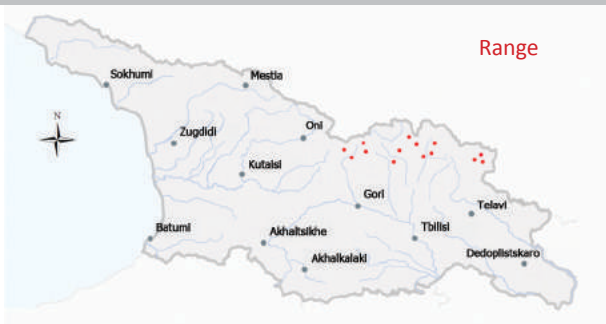 Range
Sokhumi
Mestia
N
Zugdidi
Oni
Kutaisi
Gori
Telavi
Batumi
Akhaltsikhe
Tbilisi
Akhalkalaki
Dedoplistskaro